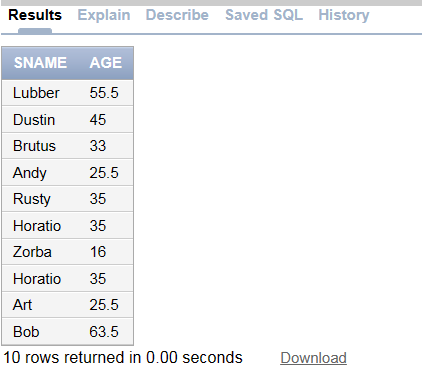 Results Explain Describe Saved SQL History
SNAME AGE
Lubber 55.5
Dustin 45
Brutus 33
Andy 25.5
Rusty 35
Horatio 35
Zorba 16
Horatio 35
Art 25.5
Bob 63.5
10 rows returned in 0.00 seconds Download